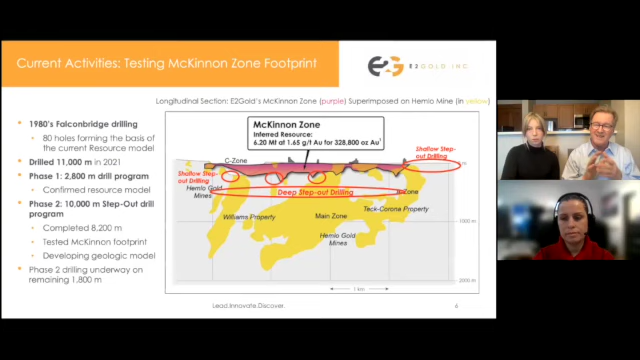 Current Activities: Testing McKinnon Zone Footprint
E2G
E2GOLD INC.
Longitudinal Section: E2Gold's McKinnon Zone (purple) Superimposed on Hemlo Mine (in yellow)
1980's Falconbridge drilling
80 holes forming the basis of
the current Resource model
Drilled 11,000 m in 2021
Phase 1: 2,800 m drill program
Confirmed resource model
Phase 2: 10,000 m Step-Out drill
program
Completed 8,200 m
Tested McKinnon footprint
Developing geologic model
Phase 2 drilling underway on
remaining 1,800 m
McKinnon Zone
Inferred Resource:
6.20 Mt at 1.65 g/t Au for 328,800 oz Au¹
Shallow Step-
out Drilling
C-Zone
Shallow Step-
out Drilling
Hemlo Gold
Mines
Deep Step-out Drilling
Williams Property
Main Zone
Teck-Corona Property
Hemlo Gold
Mines
1000 m
2000 m
1 km
Lead.Innovate.Discover.
6